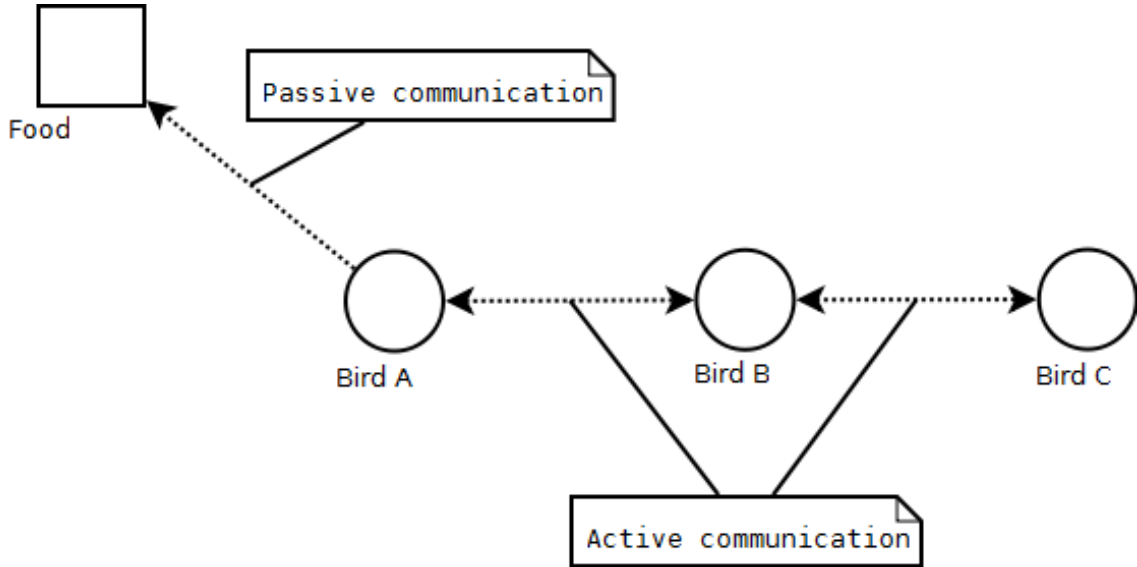 Passive communication
Food
Bird A
Bird B
Bird C
Active communication